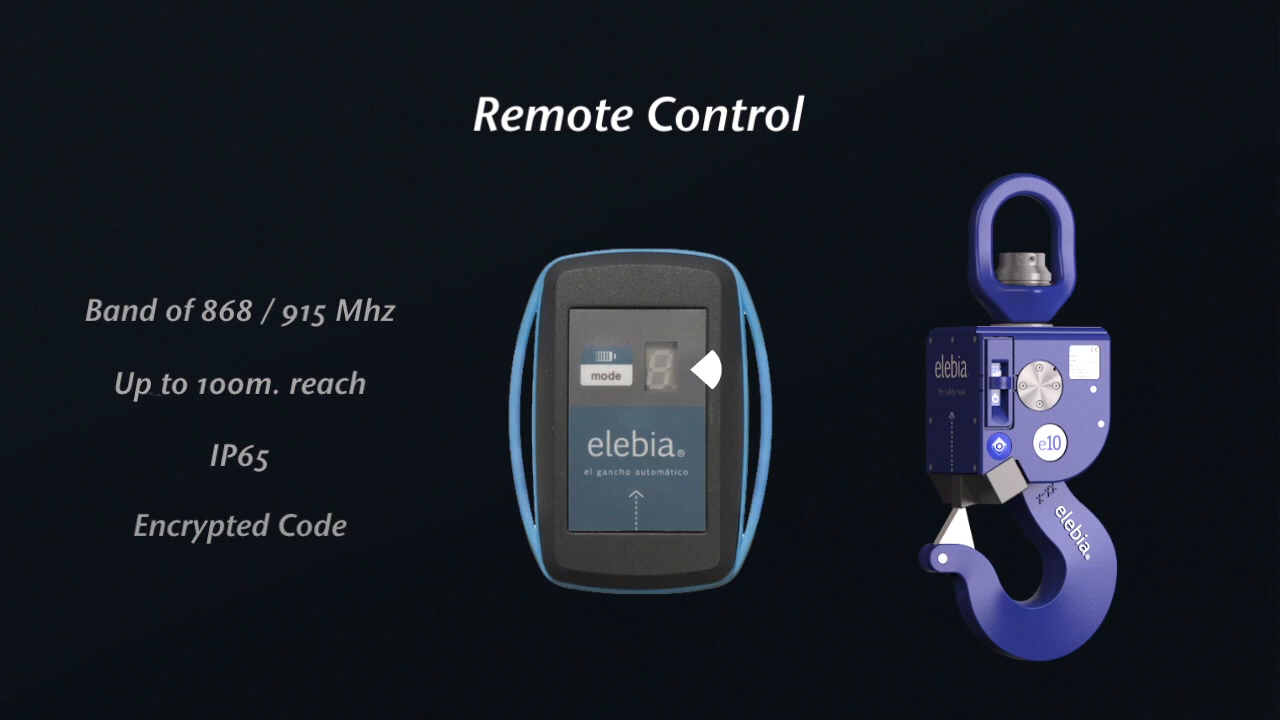 Remote Control
Band of 868 / 915 Mhz
Up to 100m. reach
IP65
Encrypted Code
mode
elebia®
el gancho automático
elebia
e10
X-XX
elebia®